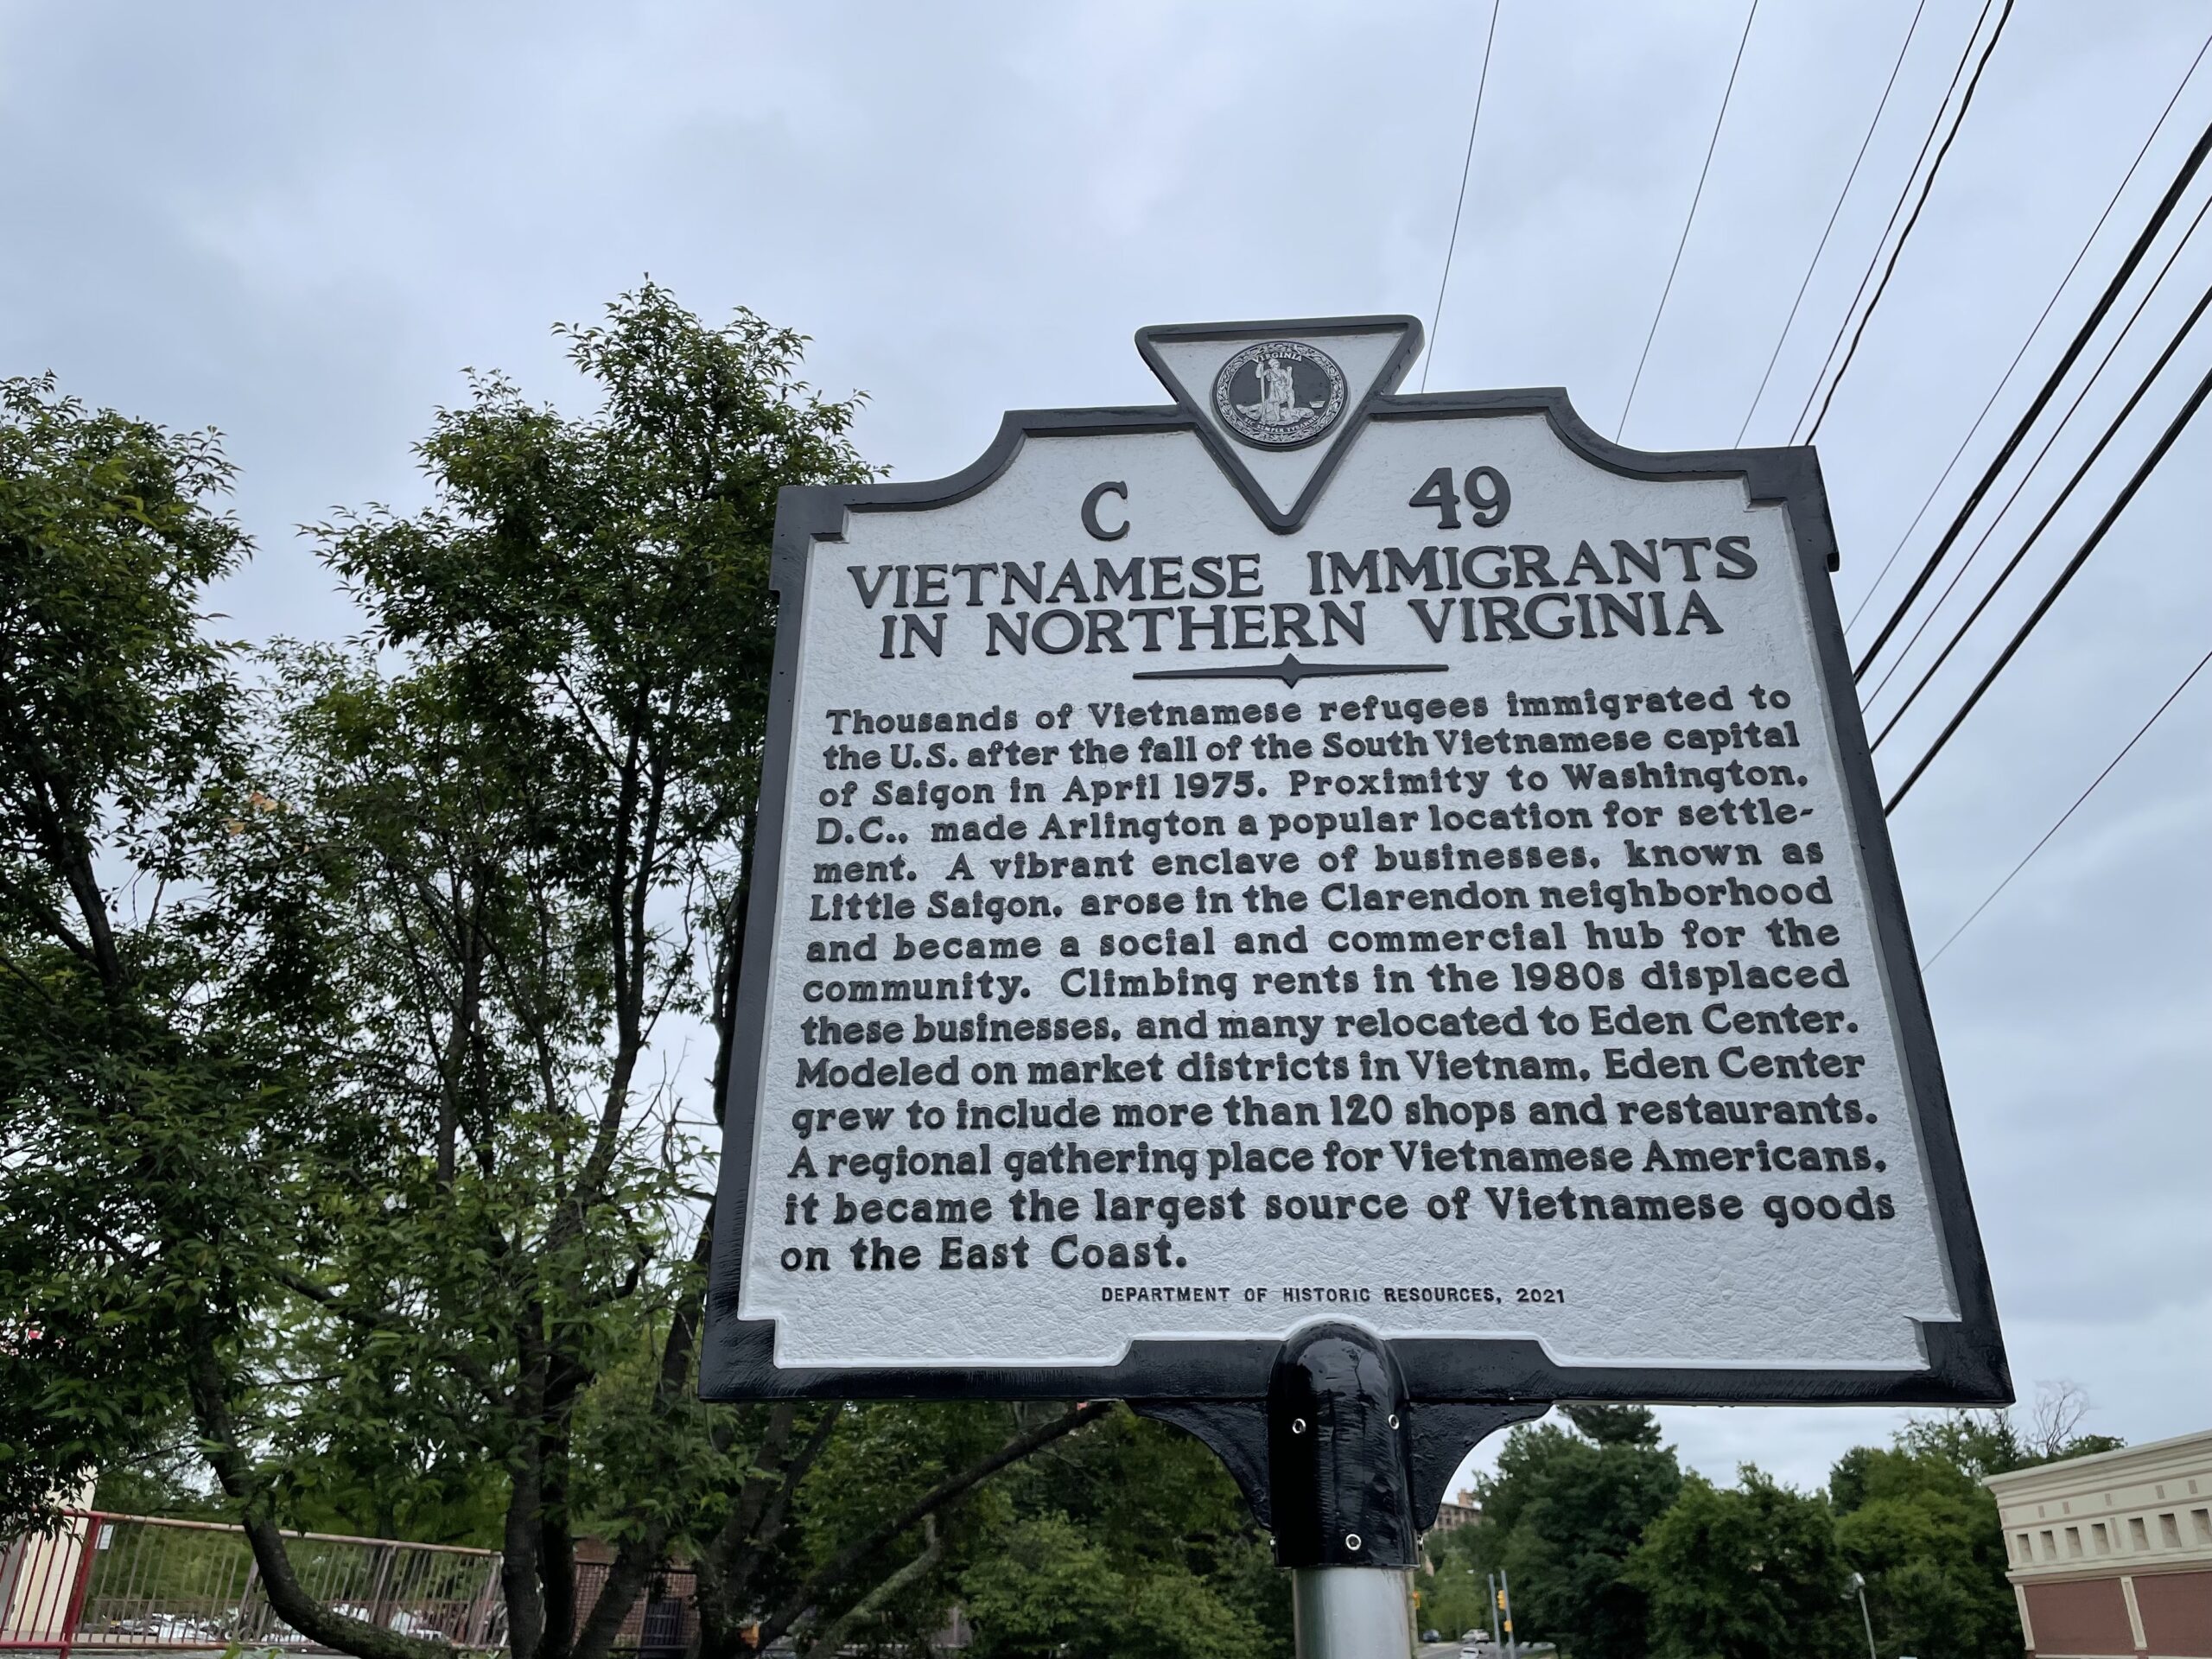 VIRGINIA
SIC SEMPER TYRANNIS
C 49
VIETNAMESE IMMIGRANTS
IN NORTHERN VIRGINIA
Thousands of Vietnamese refugees immigrated to
the U.S. after the fall of the South Vietnamese capital
of Saigon in April 1975. Proximity to Washington,
D.C., made Arlington a popular location for settle-
ment. A vibrant enclave of businesses, known as
Little Saigon, arose in the Clarendon neighborhood
and became a social and commercial hub for the
community. Climbing rents in the 1980s displaced
these businesses, and many relocated to Eden Center.
Modeled on market districts in Vietnam, Eden Center
grew to include more than 120 shops and restaurants.
A regional gathering place for Vietnamese Americans,
it became the largest source of Vietnamese goods
on the East Coast.
DEPARTMENT OF HISTORIC RESOURCES, 2021